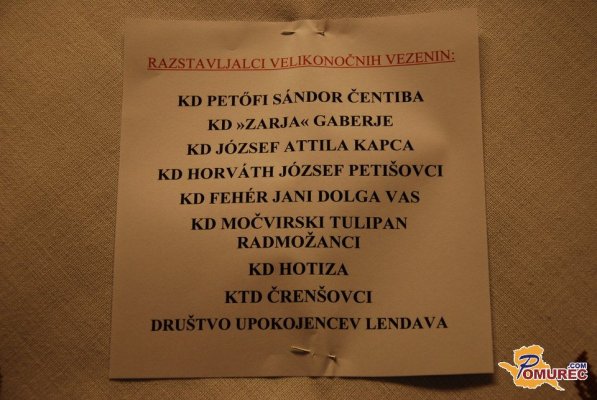 RAZSTAVLJALCI VELIKONOČNIH VEZENIN:
KD PETŐFI SÁNDOR ČENTIBA
KD »ZARJA« GABERJE
KD JÓZSEF ATTILA KAPCA
KD HORVÁTH JÓZSEF PETIŠOVCI
KD FEHÉR JANI DOLGA VAS
KD MOČVIRSKI TULIPAN
RADMOŽANCI
KD HOTIZA
KTD ČRENŠOVCI
DRUŠTVO UPOKOJENCEV LENDAVA
POMUREC.COM